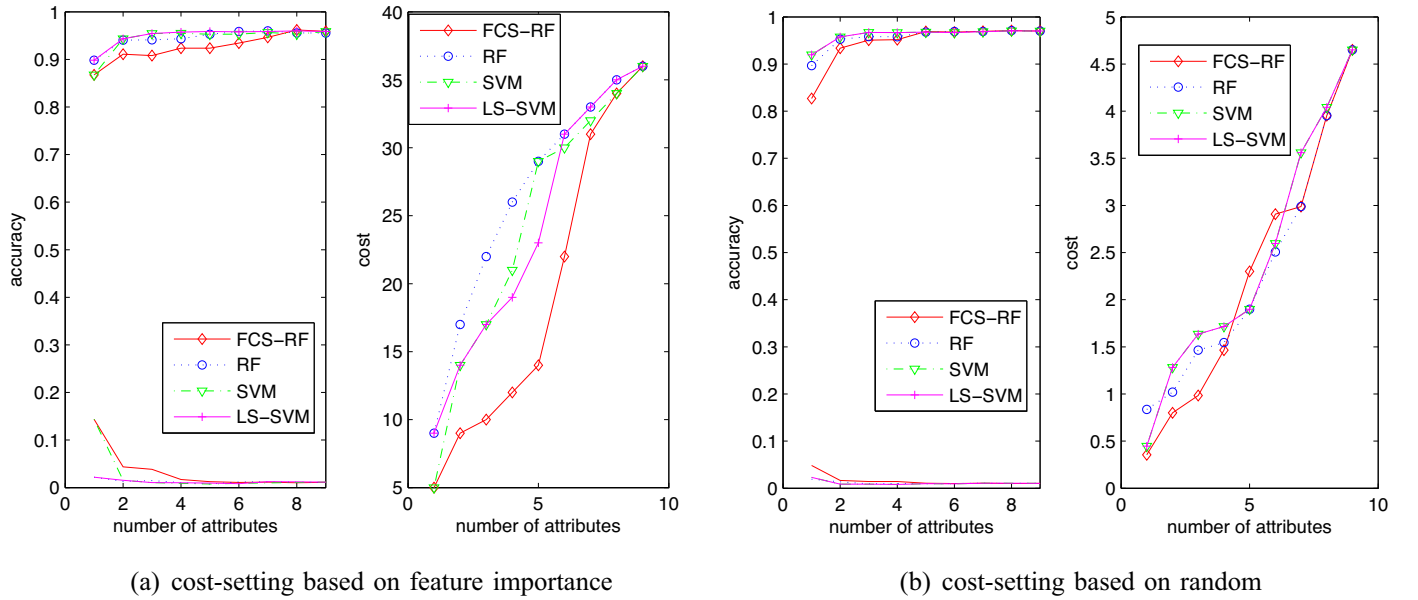 1
0.9
0.8
0.7
0.6
0.5
0.4
0.3
0.2
0.1
0
accuracy
0 2 4 6 8
number of attributes
FCS−RF
RF
SVM
LS−SVM
40
35
30
25
20
15
10
5
cost
0 5 10
number of attributes
FCS−RF
RF
SVM
LS−SVM
(a) cost-setting based on feature importance
1
0.9
0.8
0.7
0.6
0.5
0.4
0.3
0.2
0.1
0
accuracy
0 2 4 6 8
number of attributes
FCS−RF
RF
SVM
LS−SVM
5
4.5
4
3.5
3
2.5
2
1.5
1
0.5
0
cost
0 5 10
number of attributes
FCS−RF
RF
SVM
LS−SVM
(b) cost-setting based on random